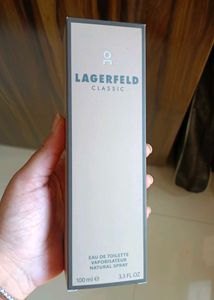 LAGERFELD
CLASSIC
EAU DE TOILETTE
VAPORISATEUR
NATURAL SPRAY
100 ml ℮ 3.3 FL.OZ